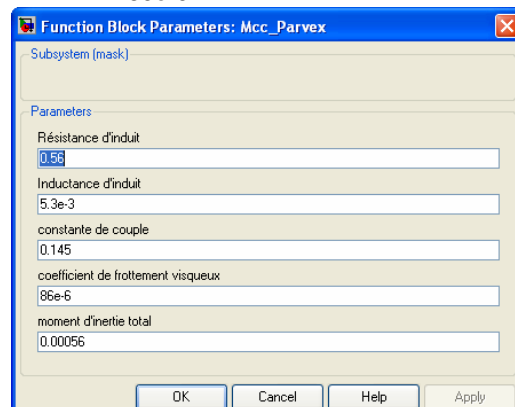 Function Block Parameters: Mcc_Parvex
Subsystem (mask)
Parameters
Résistance d'induit
0.56
Inductance d'induit
5.3e-3
constante de couple
0.145
coefficient de frottement visqueux
86e-6
moment d'inertie total
0.00056
OK Cancel Help Apply